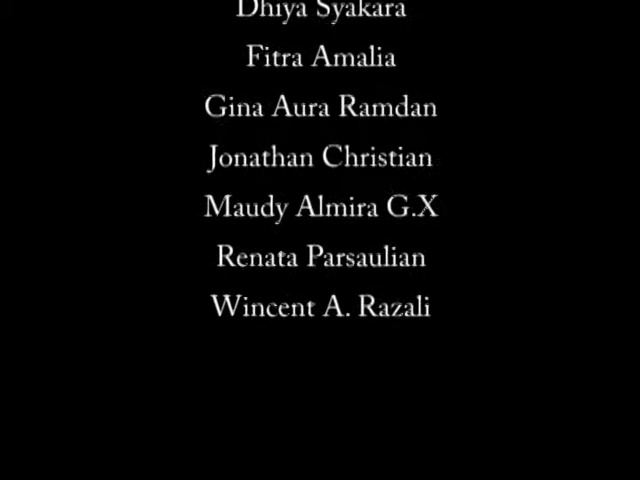 Dhiya Syakara
Fitra Amalia
Gina Aura Ramdan
Jonathan Christian
Maudy Almira G.X
Renata Parsaulian
Wincent A. Razali